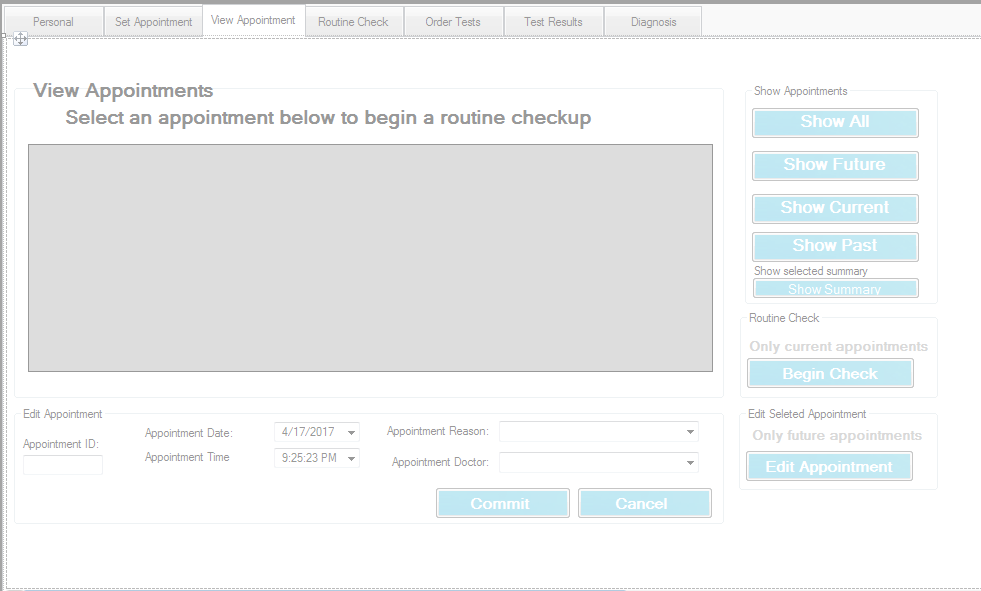 Personal
Set Appointment
View Appointment
Routine Check
Order Tests
Test Results
Diagnosis
View Appointments
Select an appointment below to begin a routine checkup
Show Appointments
Show All
Show Future
Show Current
Show Past
Show selected summary
Show Summary
Routine Check
Only current appointments
Begin Check
Edit Appointment
Appointment ID:
Appointment Date:
4/17/2017
Appointment Time
9:25:23 PM
Appointment Reason:
Appointment Doctor:
Commit
Cancel
Edit Seleted Appointment
Only future appointments
Edit Appointment